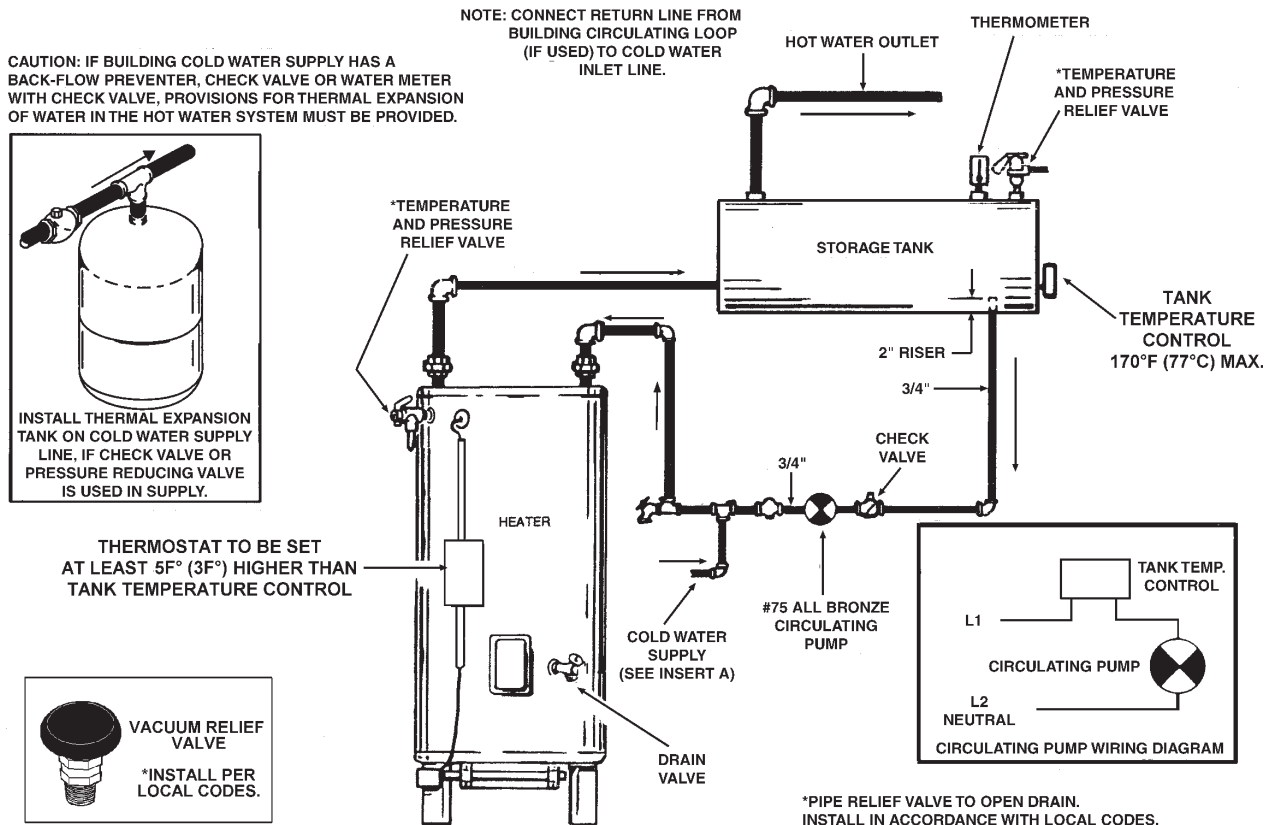 NOTE: CONNECT RETURN LINE FROM
BUILDING CIRCULATING LOOP
(IF USED) TO COLD WATER
INLET LINE.
CAUTION: IF BUILDING COLD WATER SUPPLY HAS A
BACK-FLOW PREVENTER, CHECK VALVE OR WATER METER
WITH CHECK VALVE, PROVISIONS FOR THERMAL EXPANSION
OF WATER IN THE HOT WATER SYSTEM MUST BE PROVIDED.
HOT WATER OUTLET
THERMOMETER
*TEMPERATURE
AND PRESSURE
RELIEF VALVE
*TEMPERATURE
AND PRESSURE
RELIEF VALVE
STORAGE TANK
TANK
TEMPERATURE
CONTROL
170°F (77°C) MAX.
2" RISER
3/4"
INSTALL THERMAL EXPANSION
TANK ON COLD WATER SUPPLY
LINE, IF CHECK VALVE OR
PRESSURE REDUCING VALVE
IS USED IN SUPPLY.
CHECK
VALVE
3/4"
HEATER
THERMOSTAT TO BE SET
AT LEAST 5F° (3F°) HIGHER THAN
TANK TEMPERATURE CONTROL
COLD WATER
SUPPLY
(SEE INSERT A)
#75 ALL BRONZE
CIRCULATING
PUMP
TANK TEMP.
CONTROL
L1
CIRCULATING PUMP
L2
NEUTRAL
CIRCULATING PUMP WIRING DIAGRAM
VACUUM RELIEF
VALVE
*INSTALL PER
LOCAL CODES.
DRAIN
VALVE
*PIPE RELIEF VALVE TO OPEN DRAIN.
INSTALL IN ACCORDANCE WITH LOCAL CODES.